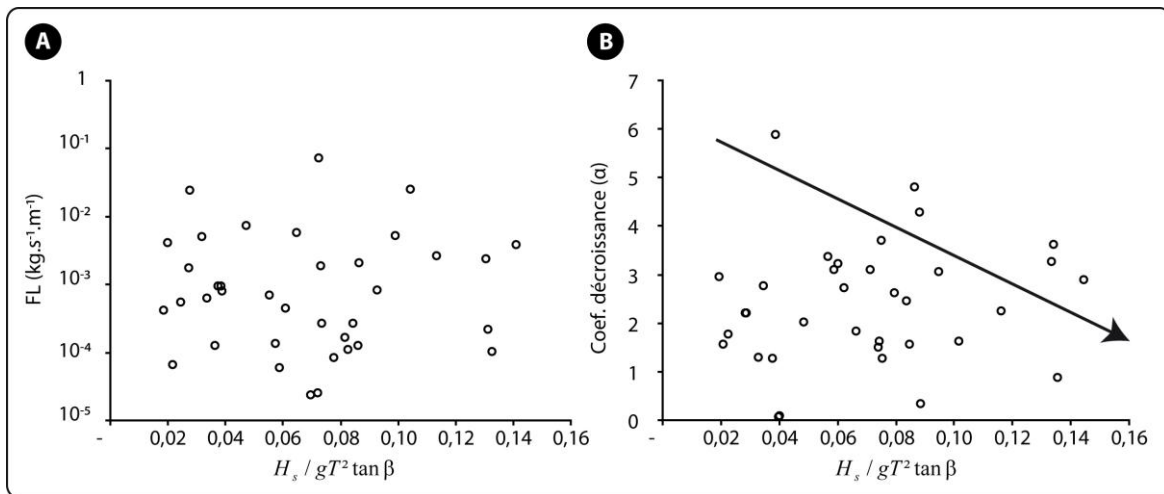 A
FL (kg.s⁻¹.m⁻¹)
1
10⁻¹
10⁻²
10⁻³
10⁻⁴
10⁻⁵
- 0,02 0,04 0,06 0,08 0,10 0,12 0,14 0,16
H_s / gT² tan β
B
Coef. décroissance (α)
7
6
5
4
3
2
1
0
- 0,02 0,04 0,06 0,08 0,10 0,12 0,14 0,16
H_s / gT² tan β